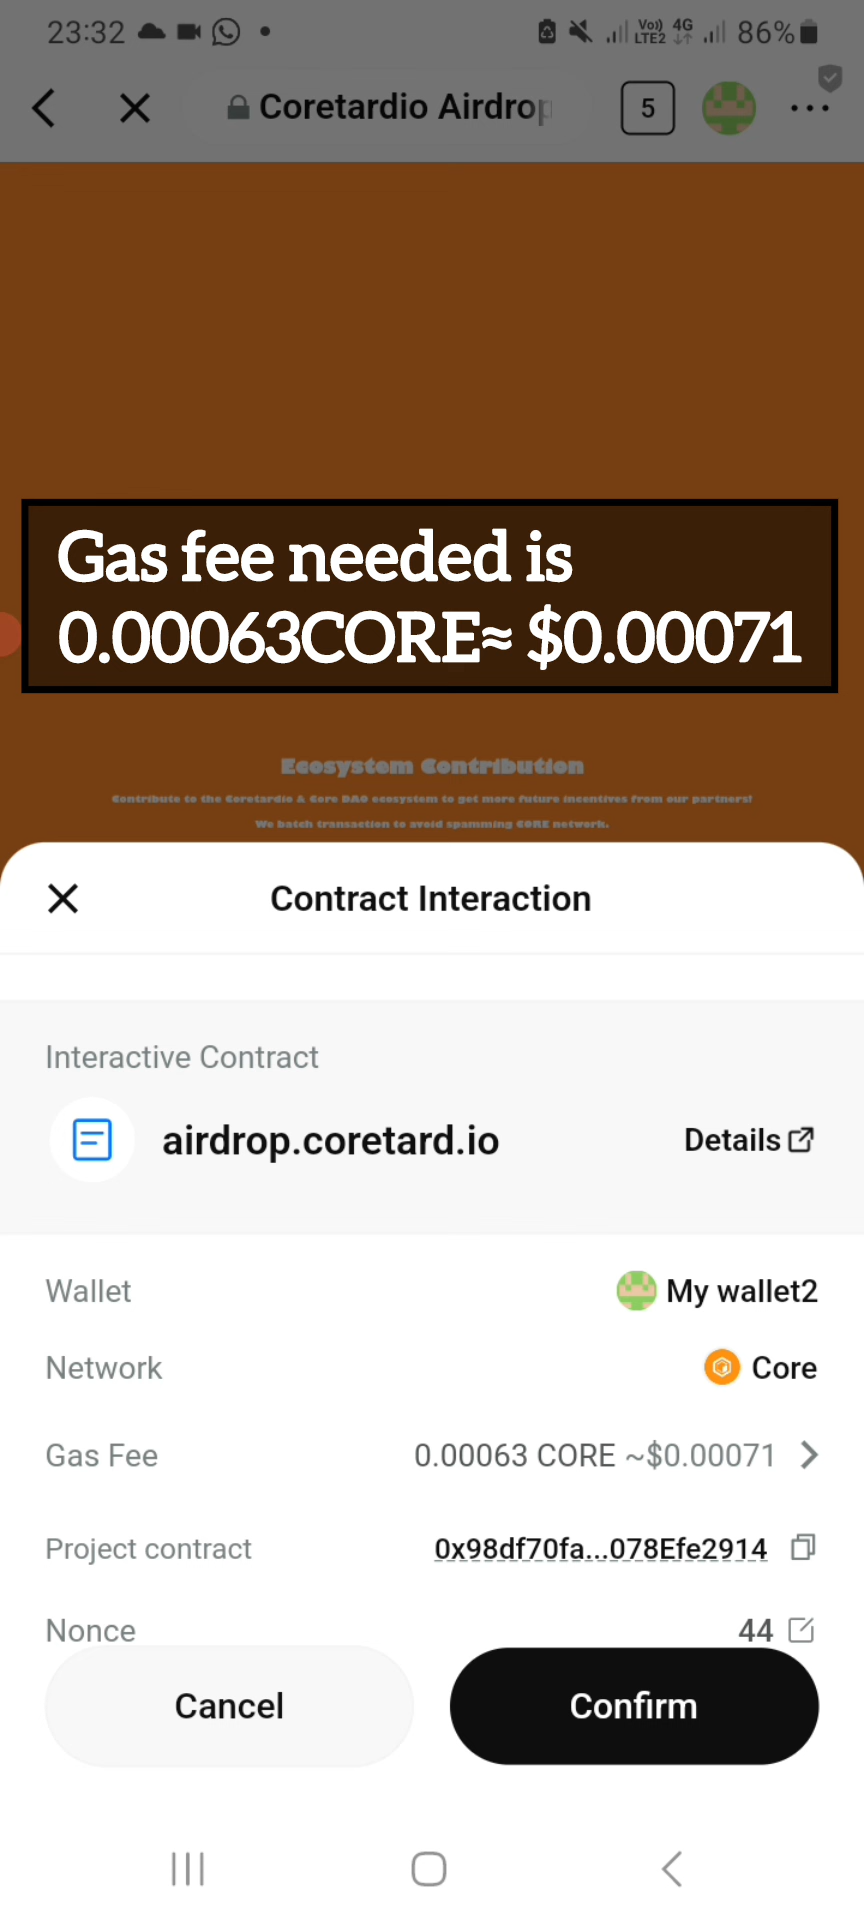 23:32
Vo)) 4G
LTE2
86%
Coretardio Airdrop
5
Gas fee needed is
0.00063CORE≈ $0.00071
Ecosystem Contribution
Contribute to the Coretardio & Core DAO ecosystem to get more future incentives from our partners!
We batch transaction to avoid spamming CORE network.
Contract Interaction
Interactive Contract
airdrop.coretard.io
Details
Wallet
My wallet2
Network
Core
Gas Fee
0.00063 CORE ~$0.00071
Project contract
0x98df70fa...078Efe2914
Nonce
44
Cancel
Confirm